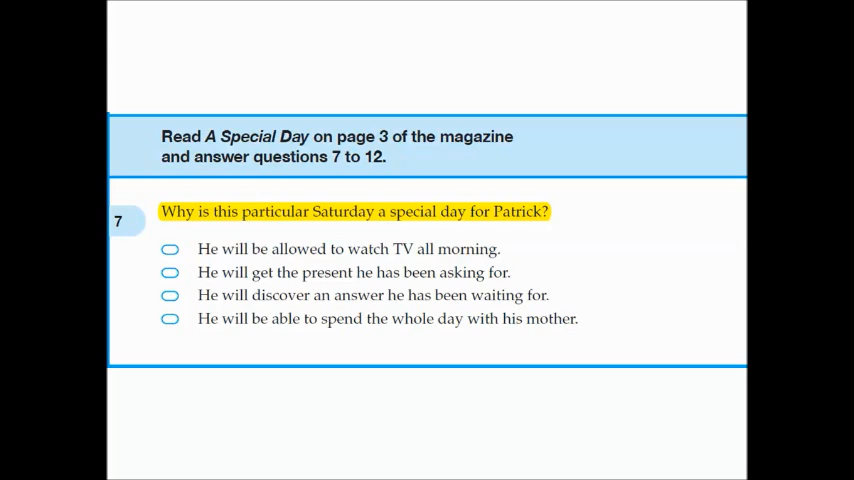 Read A Special Day on page 3 of the magazine
and answer questions 7 to 12.
7
Why is this particular Saturday a special day for Patrick?
He will be allowed to watch TV all morning.
He will get the present he has been asking for.
He will discover an answer he has been waiting for.
He will be able to spend the whole day with his mother.